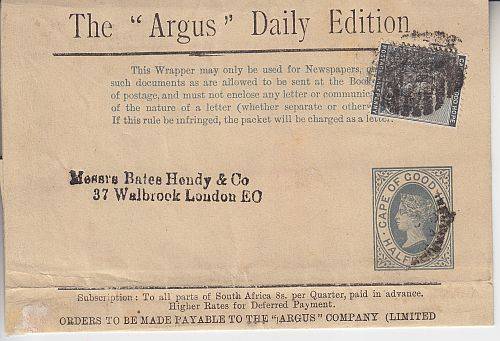 The "Argus" Daily Edition.
This Wrapper may only be used for Newspapers,
such documents as are allowed to be sent at the Book
of postage, and must not enclose any letter or
of the nature of a letter (whether separate or
If this rule be infringed, the packet will be charged as a letter.
GOOD HOPE
Messrs Bates Hendy & Co
37 Walbrook London EC
CAPE OF GOOD
HALF
Subscription: To all parts of South Africa 8s. per Quarter, paid in advance.
Higher Rates for Deferred Payment.
ORDERS TO BE MADE PAYABLE TO THE "ARGUS" COMPANY (LIMITED